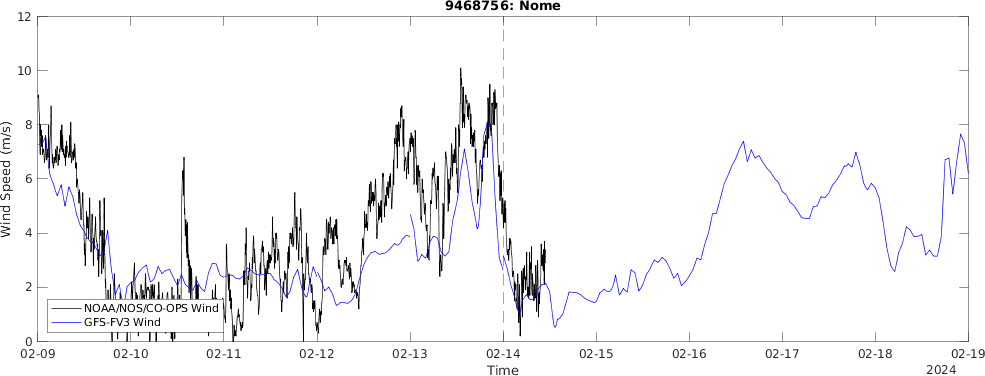 9468756: Nome
12
10
8
6
4
2
0
Wind Speed (m/s)
NOAA/NOS/CO-OPS Wind
GFS-FV3 Wind
02-09 02-10 02-11 02-12 02-13 02-14 02-15 02-16 02-17 02-18 02-19
Time
2024